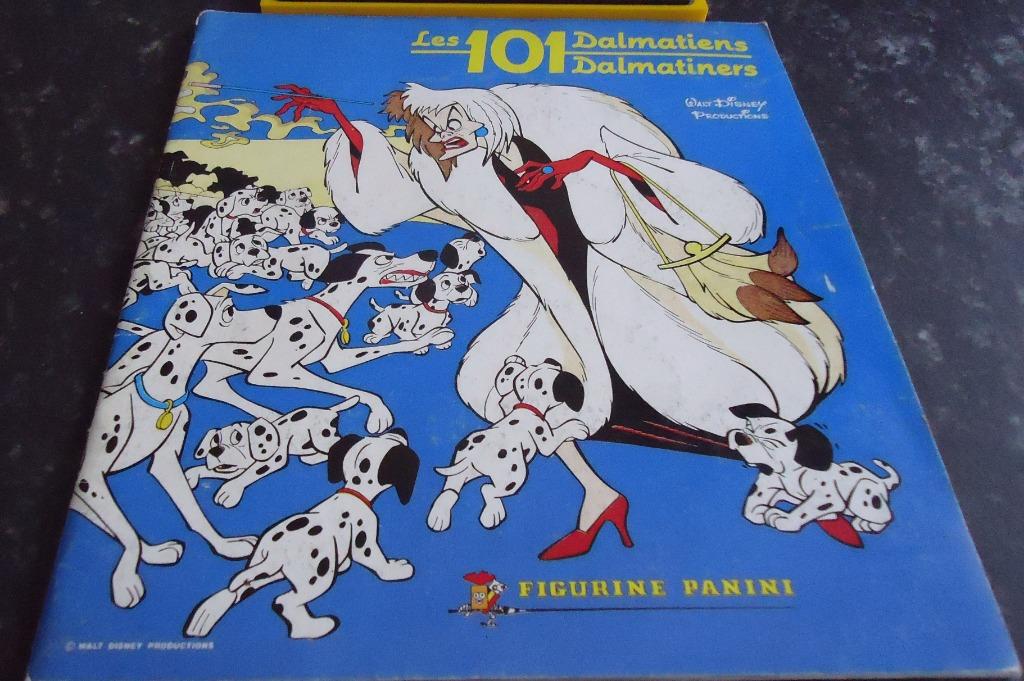 Les 101 Dalmatiens
Dalmatiners
Walt Disney
Productions
FIGURINE PANINI
© WALT DISNEY PRODUCTIONS